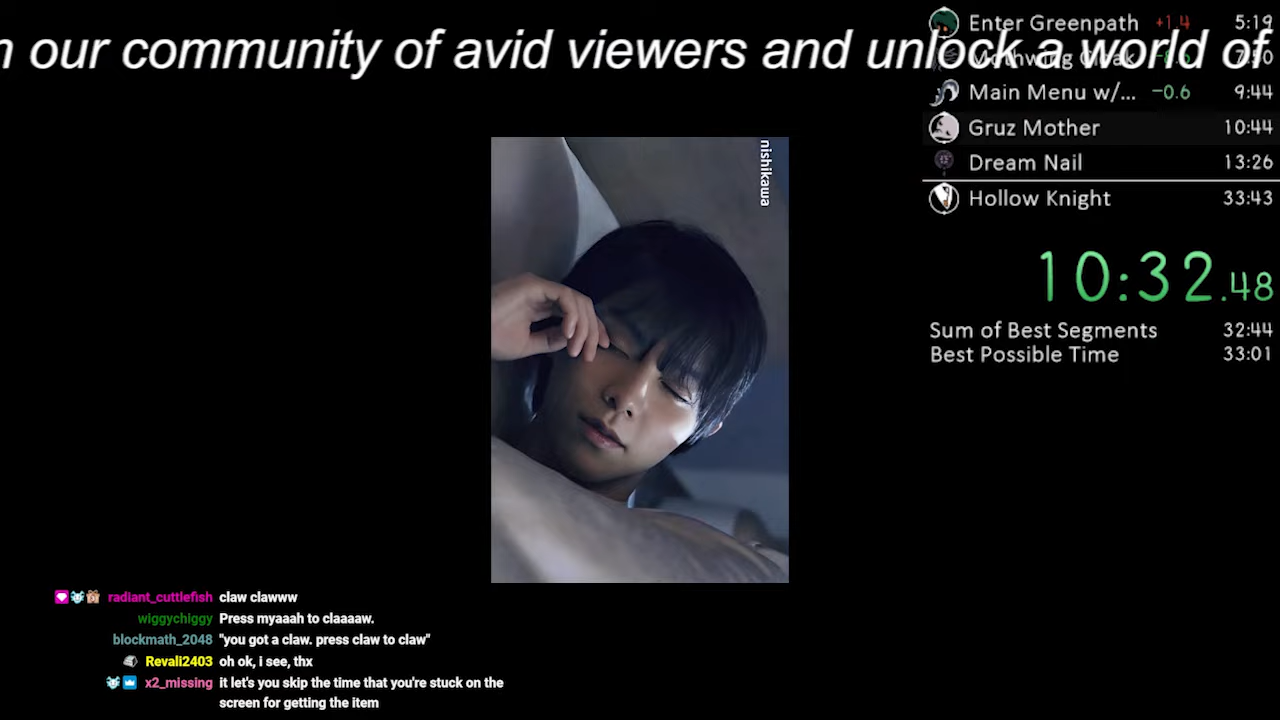 n our community of avid viewers and unlock a world of
Enter Greenpath +1.4 5:19
Mothwing Cloak
Main Menu w/... −0.6 9:44
Gruz Mother 10:44
Dream Nail 13:26
Hollow Knight 33:43
10:32.48
Sum of Best Segments 32:44
Best Possible Time 33:01
nishikawa
radiant_cuttlefish claw clawww
wiggychiggy Press myaaah to claaaaw.
blockmath_2048 "you got a claw. press claw to claw"
Revali2403 oh ok, i see, thx
x2_missing it let's you skip the time that you're stuck on the
screen for getting the item